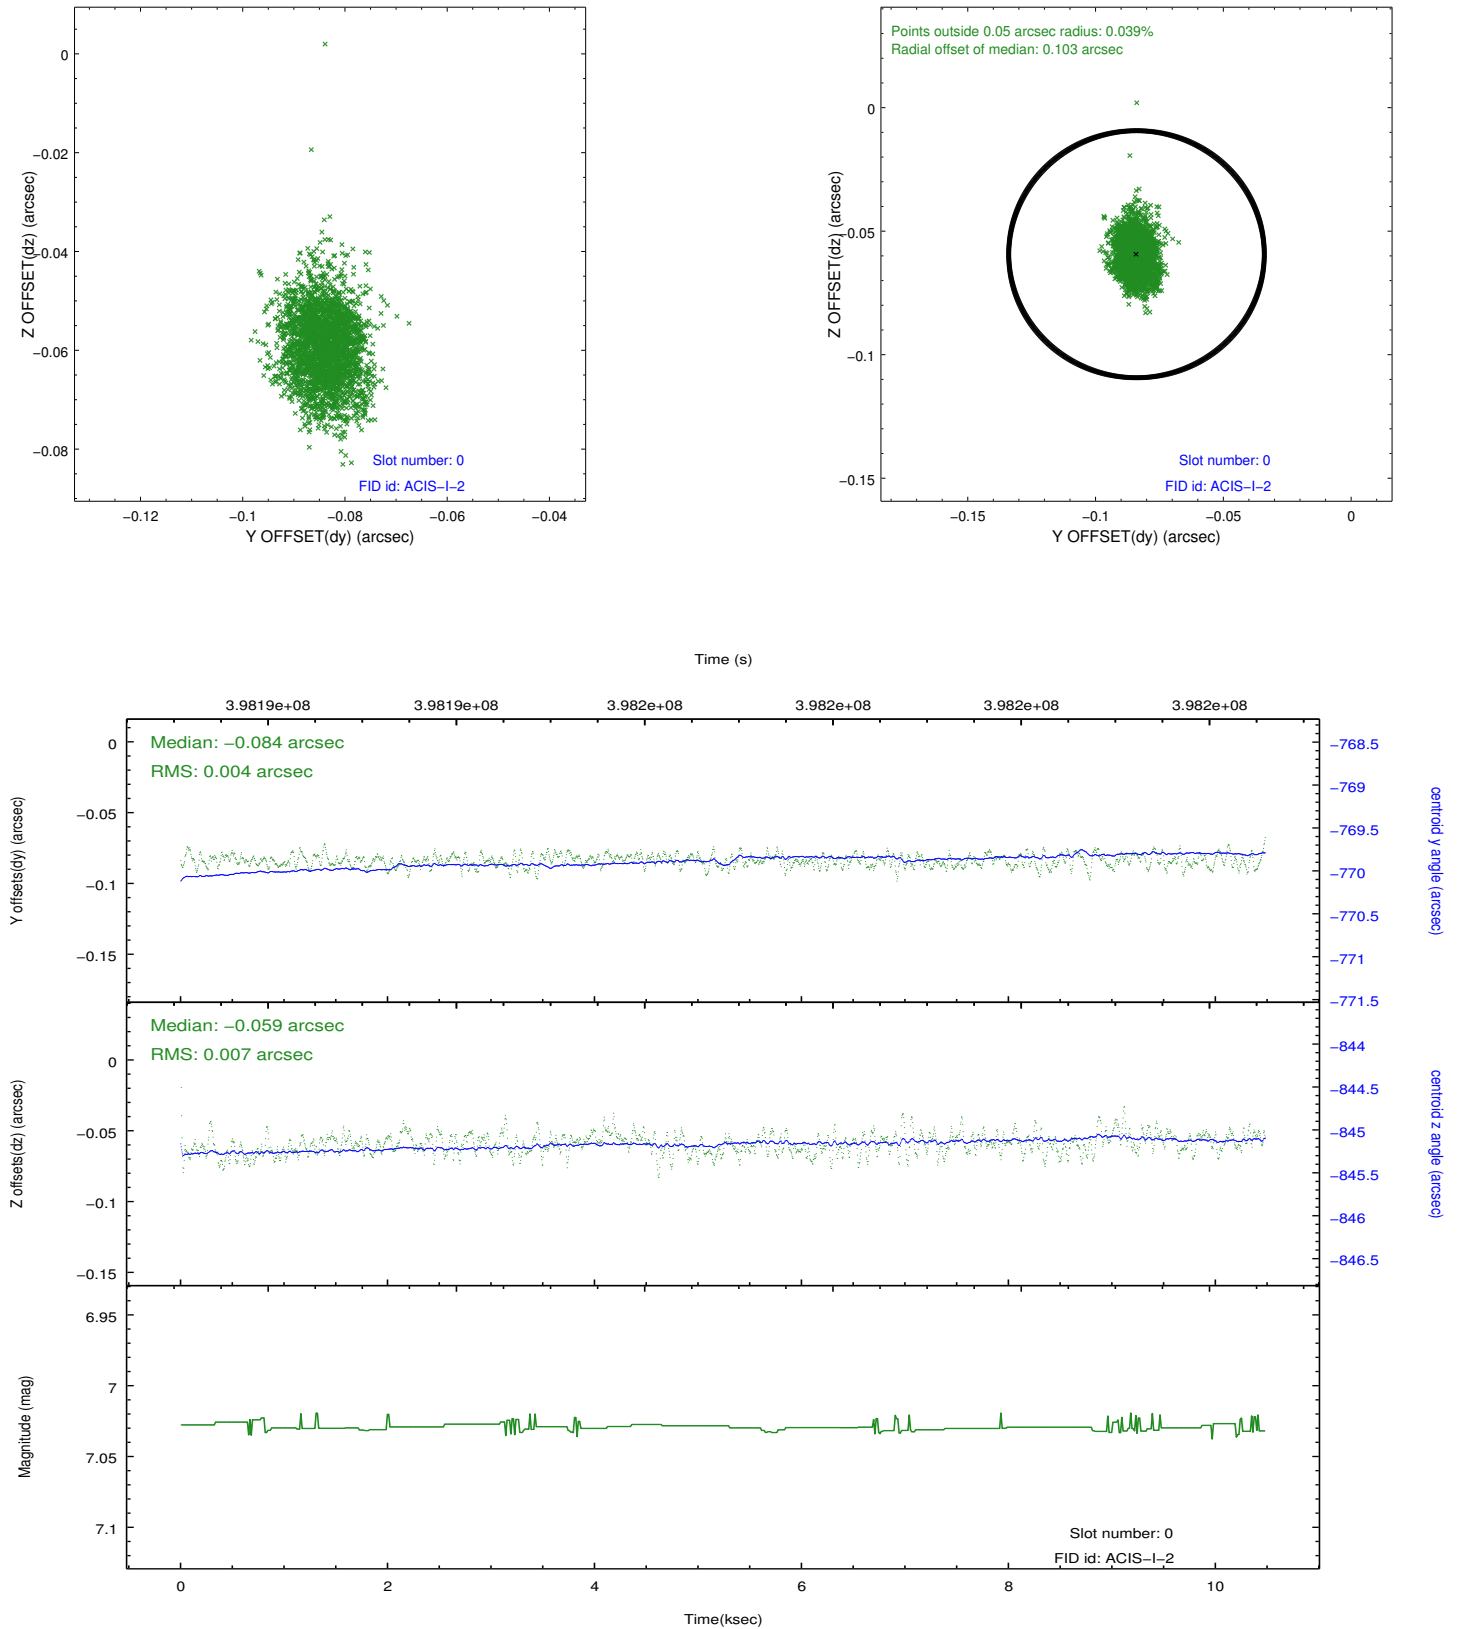 0
−0.02
−0.04
−0.06
−0.08
Z OFFSET(dz) (arcsec)
Slot number: 0
FID id: ACIS−I−2
−0.12
−0.1
−0.08
−0.06
−0.04
Y OFFSET(dy) (arcsec)
Points outside 0.05 arcsec radius: 0.039%
Radial offset of median: 0.103 arcsec
0
−0.05
−0.1
−0.15
Z OFFSET(dz) (arcsec)
Slot number: 0
FID id: ACIS−I−2
−0.15
−0.1
−0.05
0
Y OFFSET(dy) (arcsec)
Time (s)
3.9819e+08
3.9819e+08
3.982e+08
3.982e+08
3.982e+08
3.982e+08
Median: −0.084 arcsec
RMS: 0.004 arcsec
0
−0.05
−0.1
−0.15
Y offsets(dy) (arcsec)
−768.5
−769
−769.5
−770
−770.5
−771
−771.5
centroid y angle (arcsec)
Median: −0.059 arcsec
RMS: 0.007 arcsec
0
−0.05
−0.1
−0.15
Z offsets(dz) (arcsec)
−844
−844.5
−845
−845.5
−846
−846.5
centroid z angle (arcsec)
6.95
7
7.05
7.1
Magnitude (mag)
Slot number: 0
FID id: ACIS−I−2
0
2
4
6
8
10
Time(ksec)